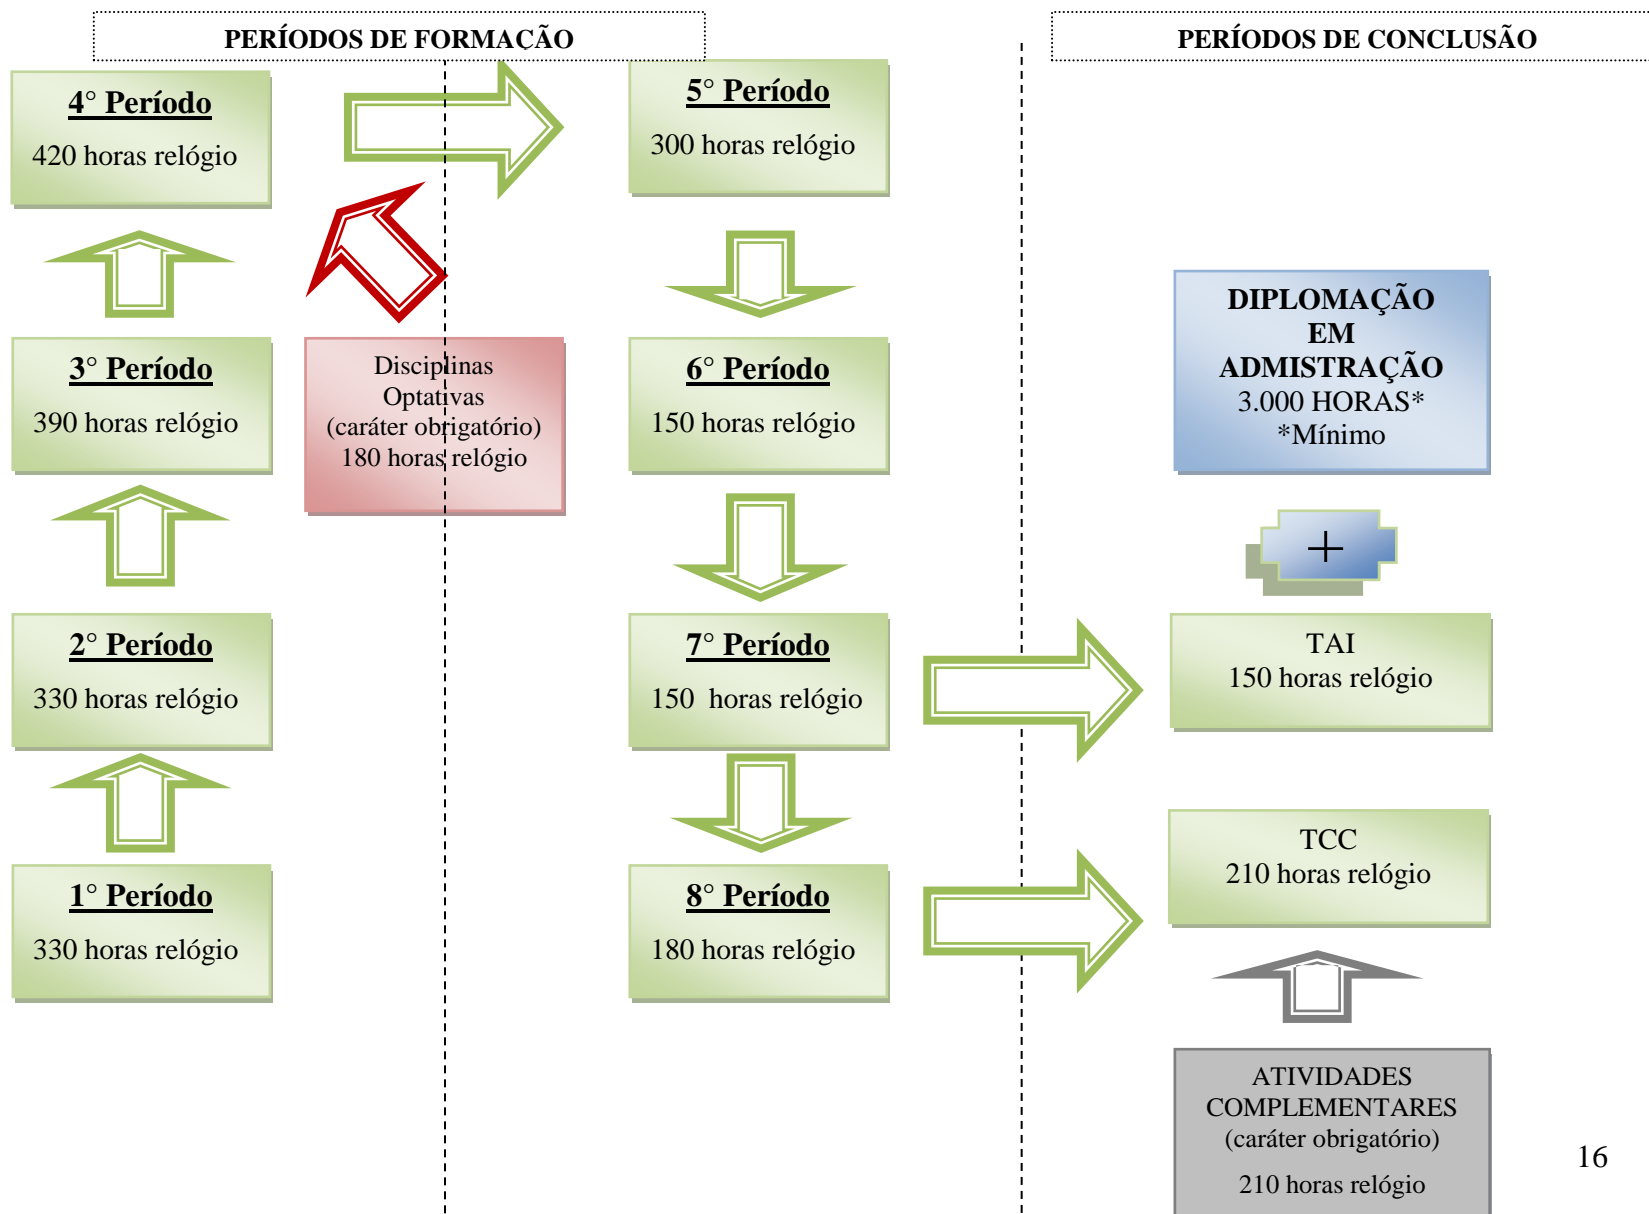 PERÍODOS DE FORMAÇÃO
PERÍODOS DE CONCLUSÃO
4° Período
420 horas relógio
5° Período
300 horas relógio
3° Período
390 horas relógio
Disciplinas
Optativas
(caráter obrigatório)
180 horas relógio
6° Período
150 horas relógio
DIPLOMAÇÃO
EM
ADMISTRAÇÃO
3.000 HORAS*
*Mínimo
+
2° Período
330 horas relógio
7° Período
150 horas relógio
TAI
150 horas relógio
1° Período
330 horas relógio
8° Período
180 horas relógio
TCC
210 horas relógio
ATIVIDADES
COMPLEMENTARES
(caráter obrigatório)
210 horas relógio
16